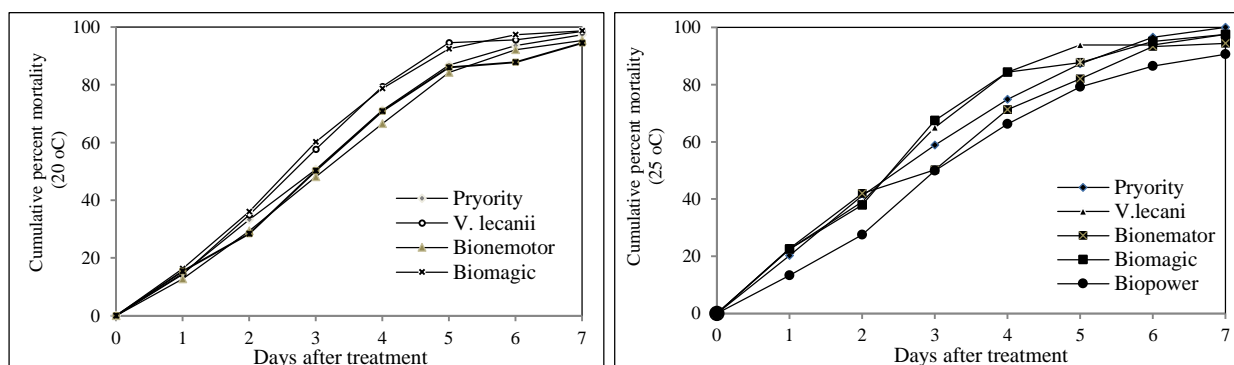 Cumulative percent mortality
(20 oC)
100
80
60
40
20
0
0 1 2 3 4 5 6 7
Days after treatment
Pryority
V. lecanii
Bionemotor
Biomagic
Cumulative percent mortality
(25 oC)
100
80
60
40
20
0
0 1 2 3 4 5 6 7
Days after treatment
Pryority
V.lecani
Bionemator
Biomagic
Biopower